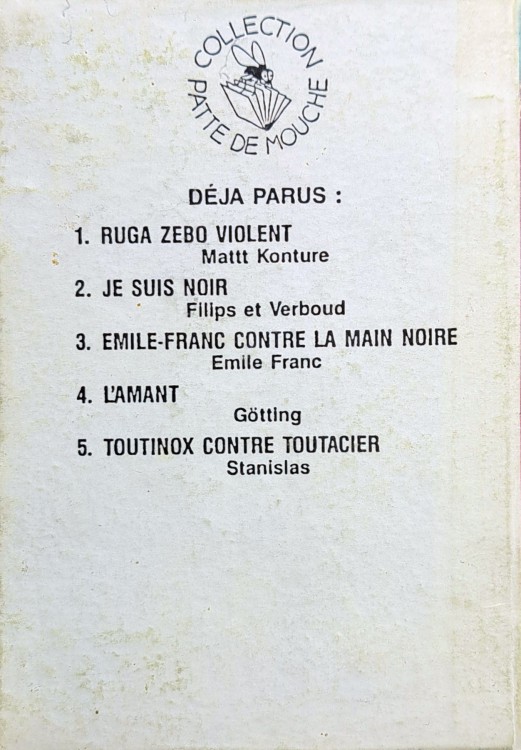 COLLECTION
PATTE DE MOUCHE
DÉJA PARUS :
1. RUGA ZEBO VIOLENT
Mattt Konture
2. JE SUIS NOIR
Filips et Verboud
3. EMILE-FRANC CONTRE LA MAIN NOIRE
Emile Franc
4. L'AMANT
Götting
5. TOUTINOX CONTRE TOUTACIER
Stanislas